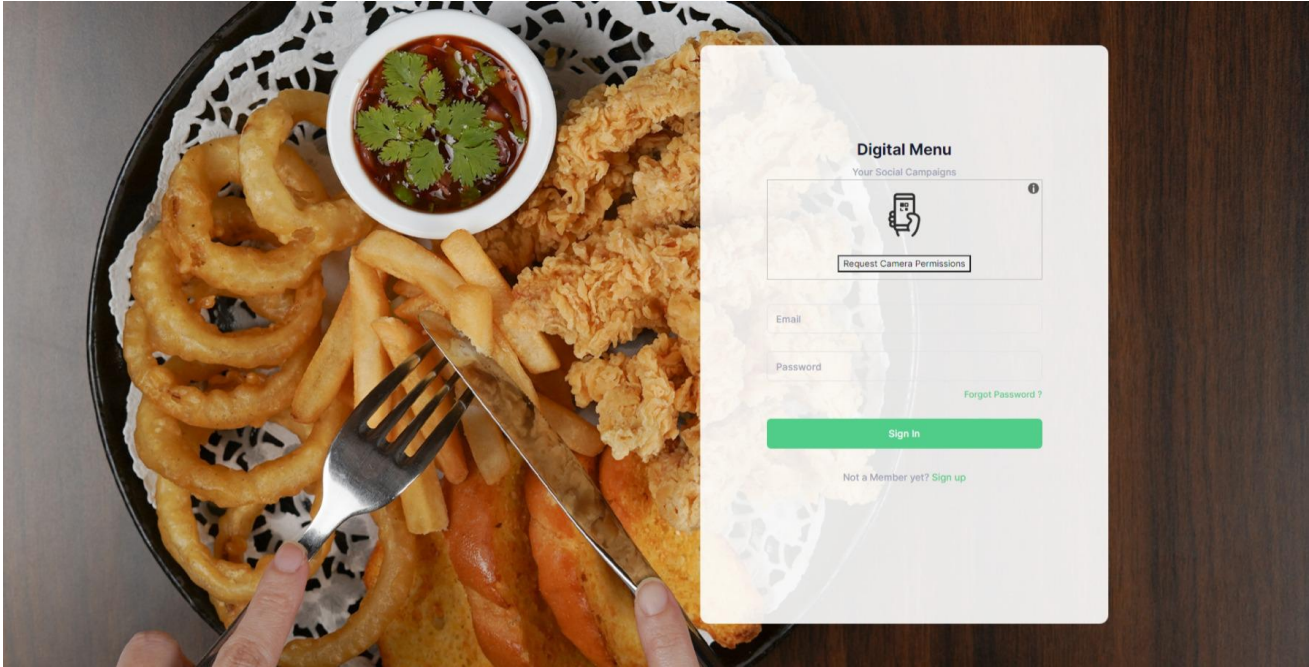 Digital Menu
Your Social Campaigns
Request Camera Permissions
Email
Password
Forgot Password ?
Sign In
Not a Member yet? Sign up